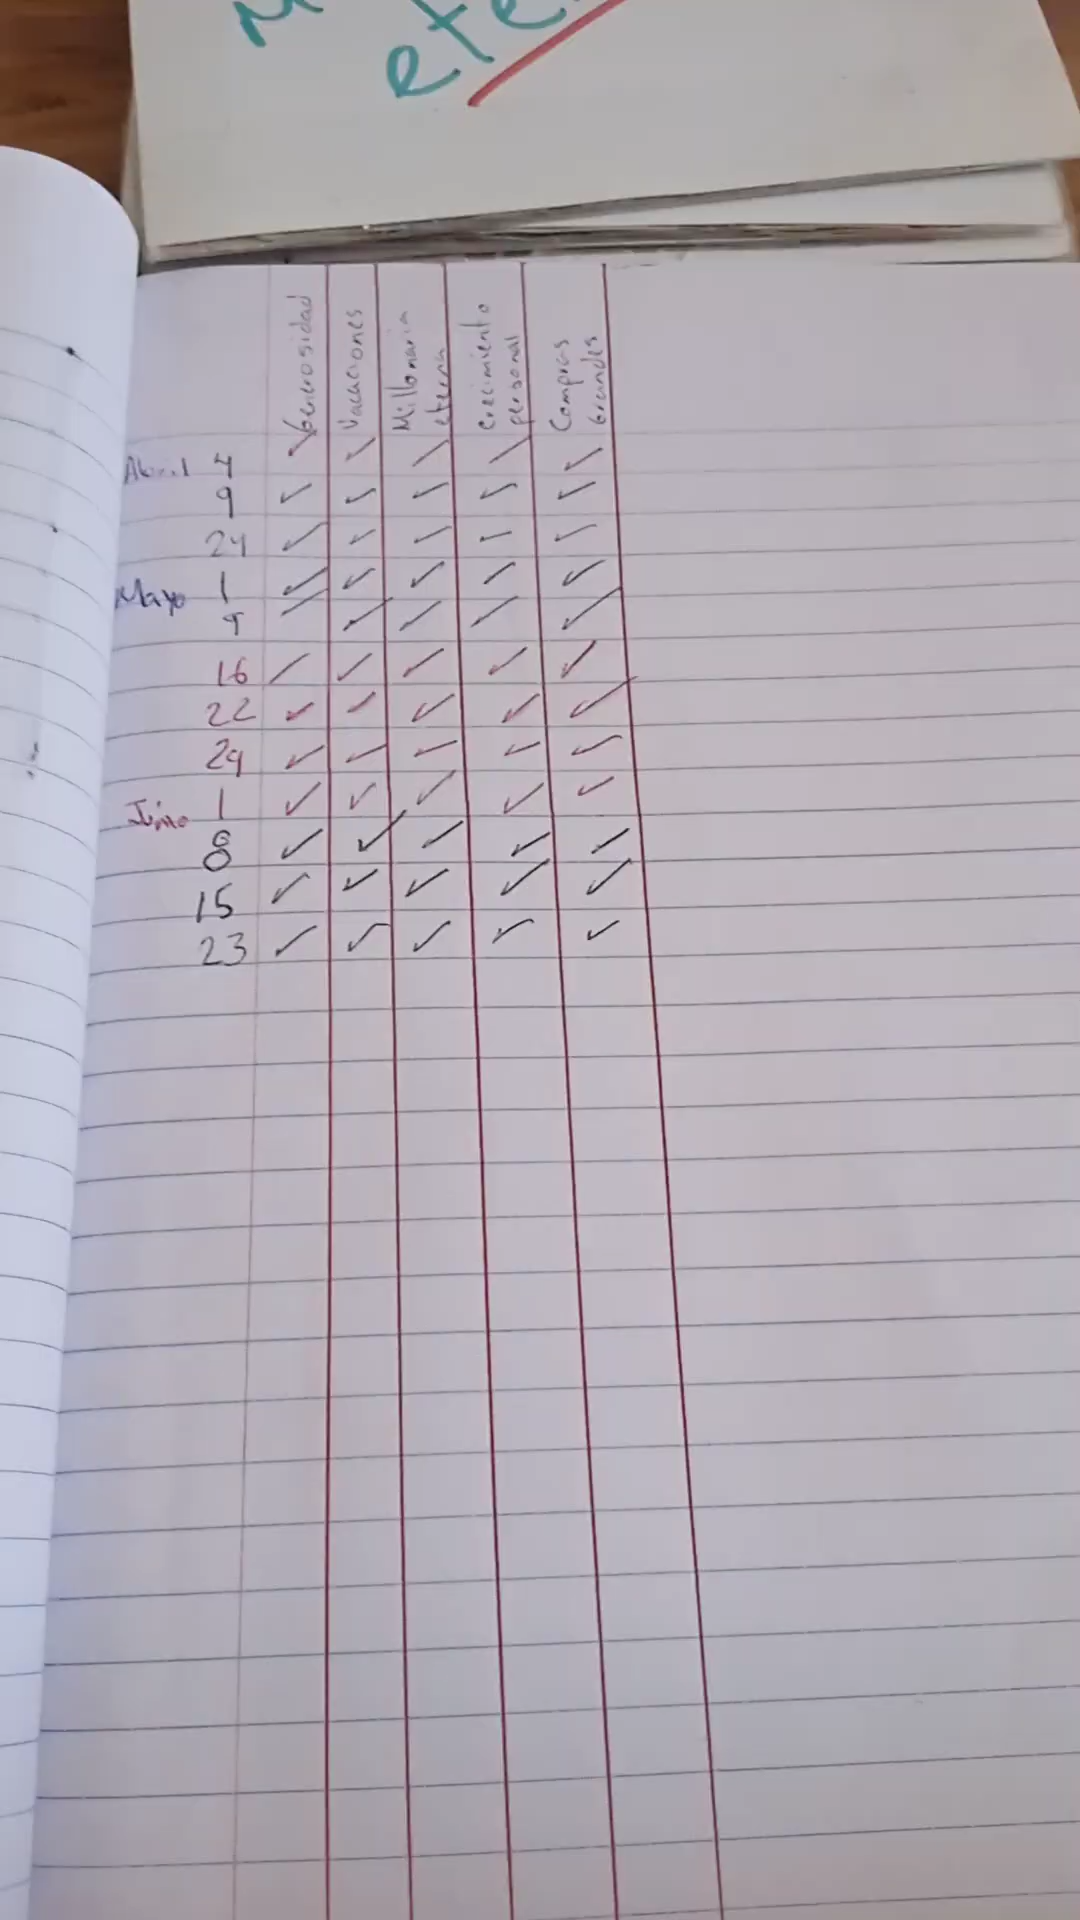 ete
Generosidad
Vacaciones
Millonaria
eterna
Crecimiento
personal
Compras
Grandes
Abril 4 ✓ ✓ ✓ ✓ ✓
9 ✓ ✓ ✓ ✓ ✓
24 ✓ ✓ ✓ ✓ ✓
Mayo 1 ✓ ✓ ✓ ✓ ✓
9 ✓ ✓ ✓ ✓ ✓
16 ✓ ✓ ✓ ✓ ✓
22 ✓ ✓ ✓ ✓ ✓
29 ✓ ✓ ✓ ✓ ✓
Junio 1 ✓ ✓ ✓ ✓ ✓
8 ✓ ✓ ✓ ✓ ✓
15 ✓ ✓ ✓ ✓ ✓
23 ✓ ✓ ✓ ✓ ✓